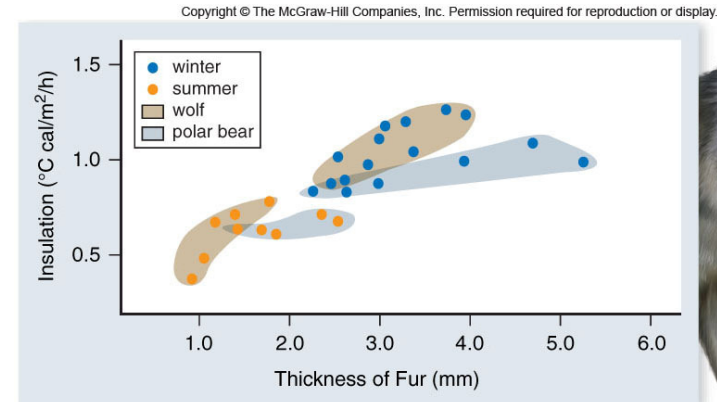 Copyright © The McGraw-Hill Companies, Inc. Permission required for reproduction or display.
winter
summer
wolf
polar bear
Insulation (°C cal/m²/h)
1.5
1.0
0.5
1.0 2.0 3.0 4.0 5.0 6.0
Thickness of Fur (mm)